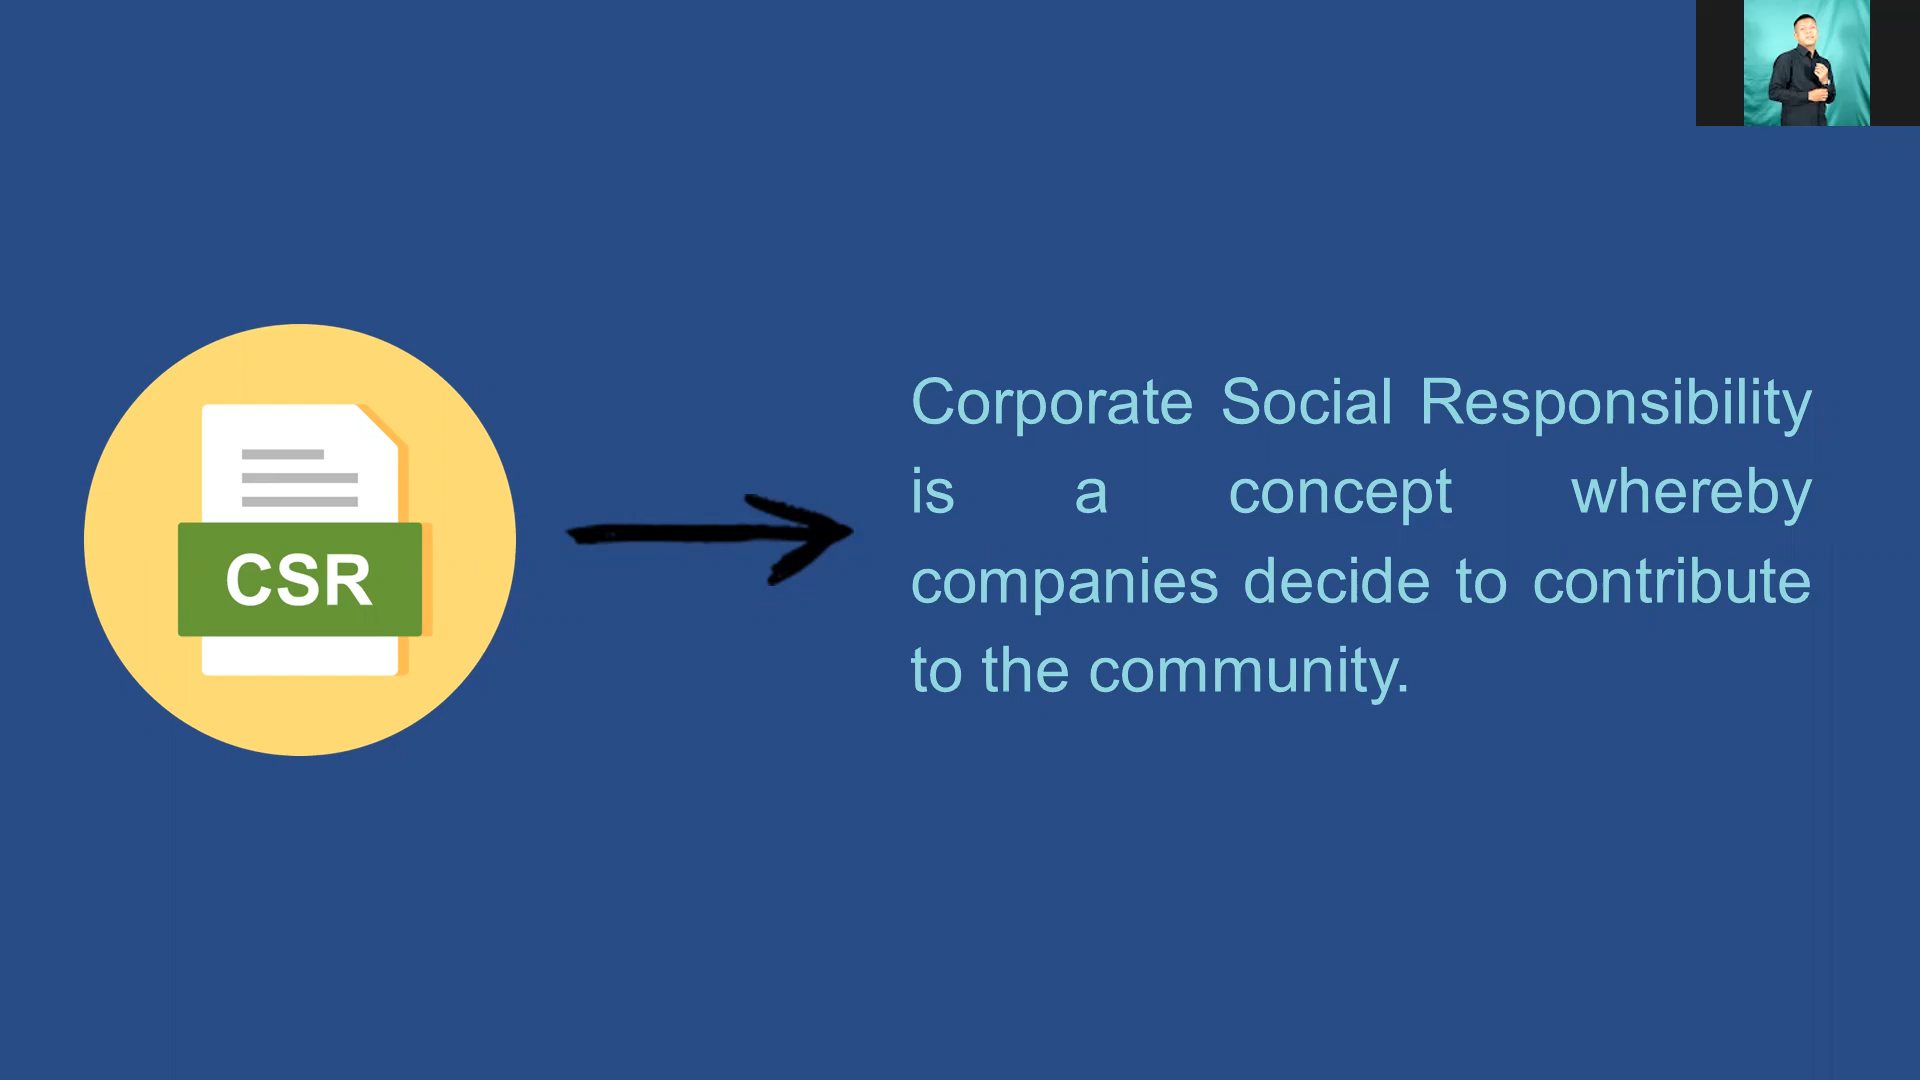 CSR
Corporate Social Responsibility
is a concept whereby
companies decide to contribute
to the community.